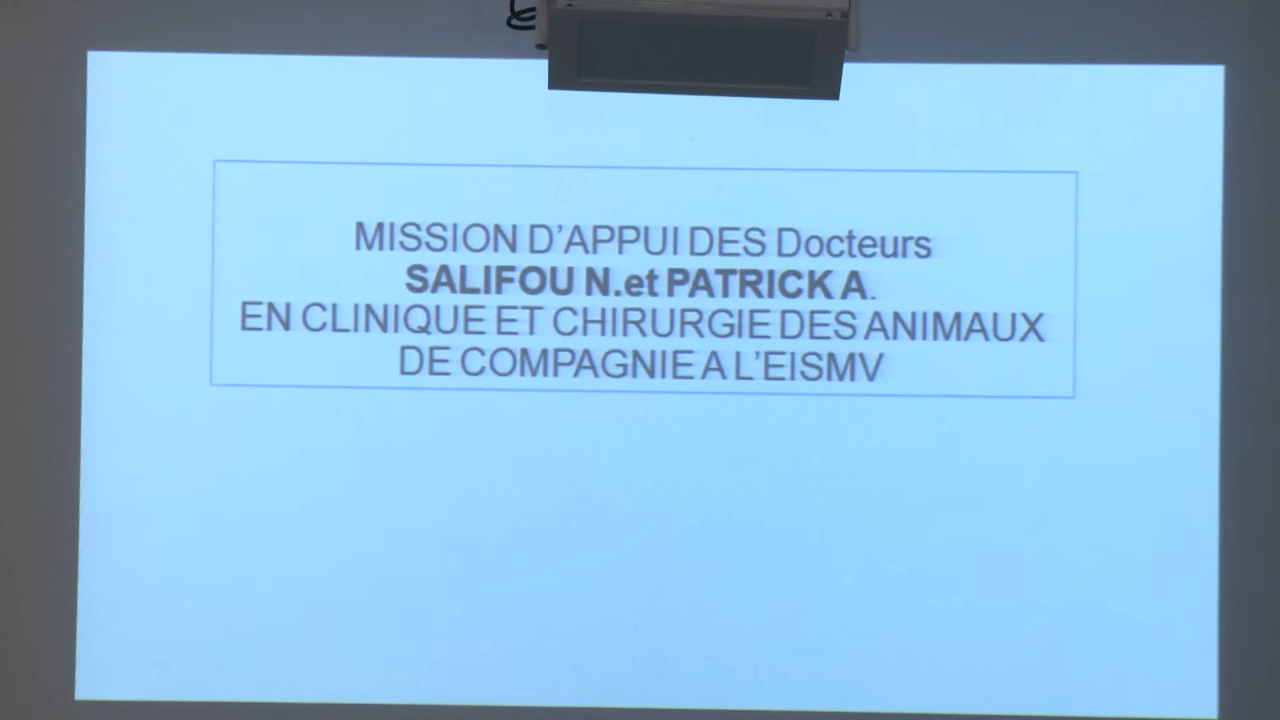 MISSION D'APPUI DES Docteurs
SALIFOU N.et PATRICK A.
EN CLINIQUE ET CHIRURGIE DES ANIMAUX
DE COMPAGNIE A L'EISMV